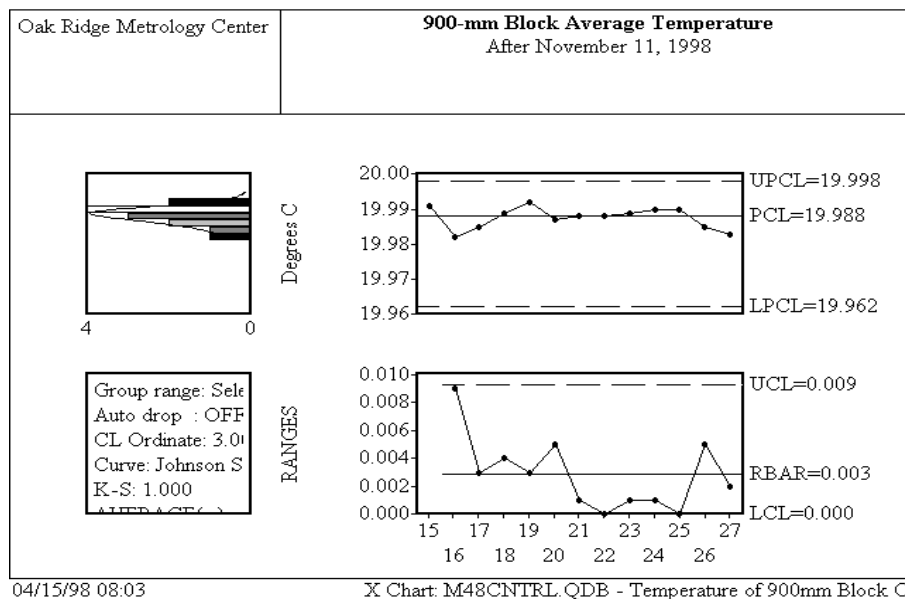 Oak Ridge Metrology Center
900-mm Block Average Temperature
After November 11, 1998
4
0
Degrees C
20.00
19.99
19.98
19.97
19.96
UPCL=19.998
PCL=19.988
LPCL=19.962
Group range: Sele
Auto drop : OFF
CL Ordinate: 3.0
Curve: Johnson S
K-S: 1.000
RANGES
0.010
0.008
0.006
0.004
0.002
0.000
UCL=0.009
RBAR=0.003
LCL=0.000
15 17 19 21 23 25 27
16 18 20 22 24 26
04/15/98 08:03
X Chart: M48CNTRL.QDB - Temperature of 900mm Block C